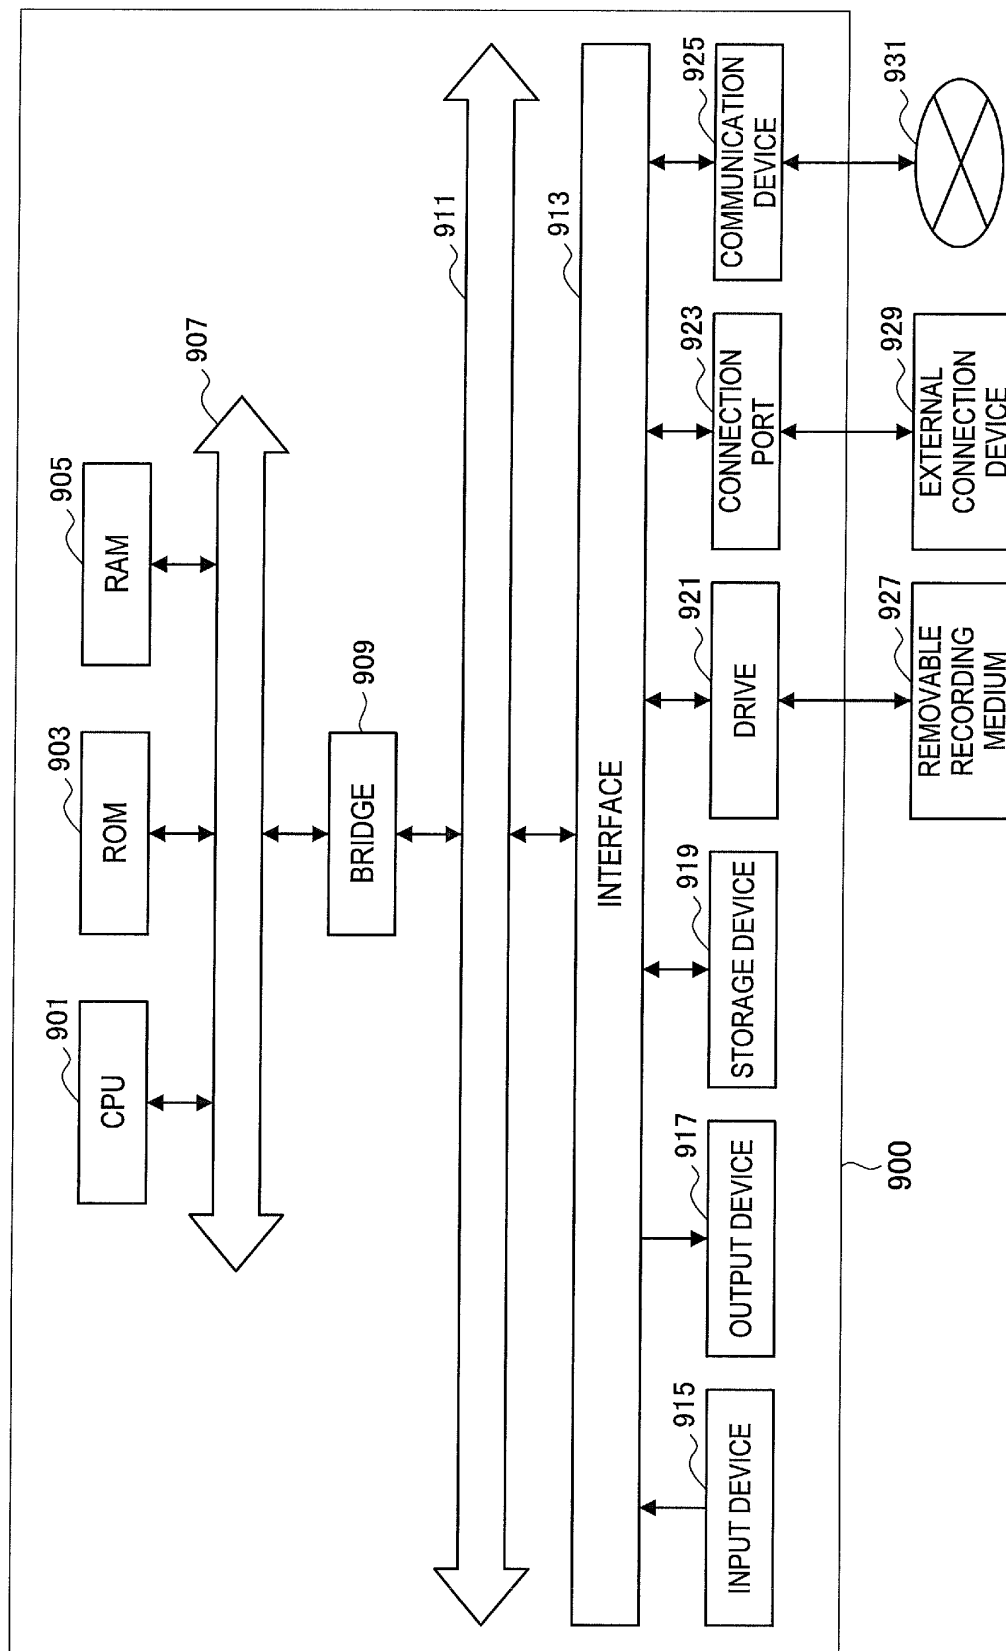 901
CPU
903
ROM
905
RAM
907
909
BRIDGE
911
913
INTERFACE
915
INPUT DEVICE
917
OUTPUT DEVICE
919
STORAGE DEVICE
921
DRIVE
923
CONNECTION
PORT
925
COMMUNICATION
DEVICE
900
927
REMOVABLE
RECORDING
MEDIUM
929
EXTERNAL
CONNECTION
DEVICE
931